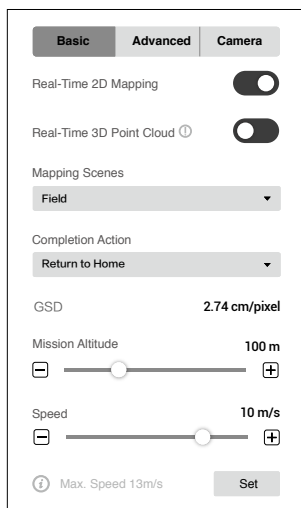 Basic Advanced Camera
Real-Time 2D Mapping
Real-Time 3D Point Cloud
Mapping Scenes
Field
Completion Action
Return to Home
GSD 2.74 cm/pixel
Mission Altitude 100 m
Speed 10 m/s
Max. Speed 13m/s Set